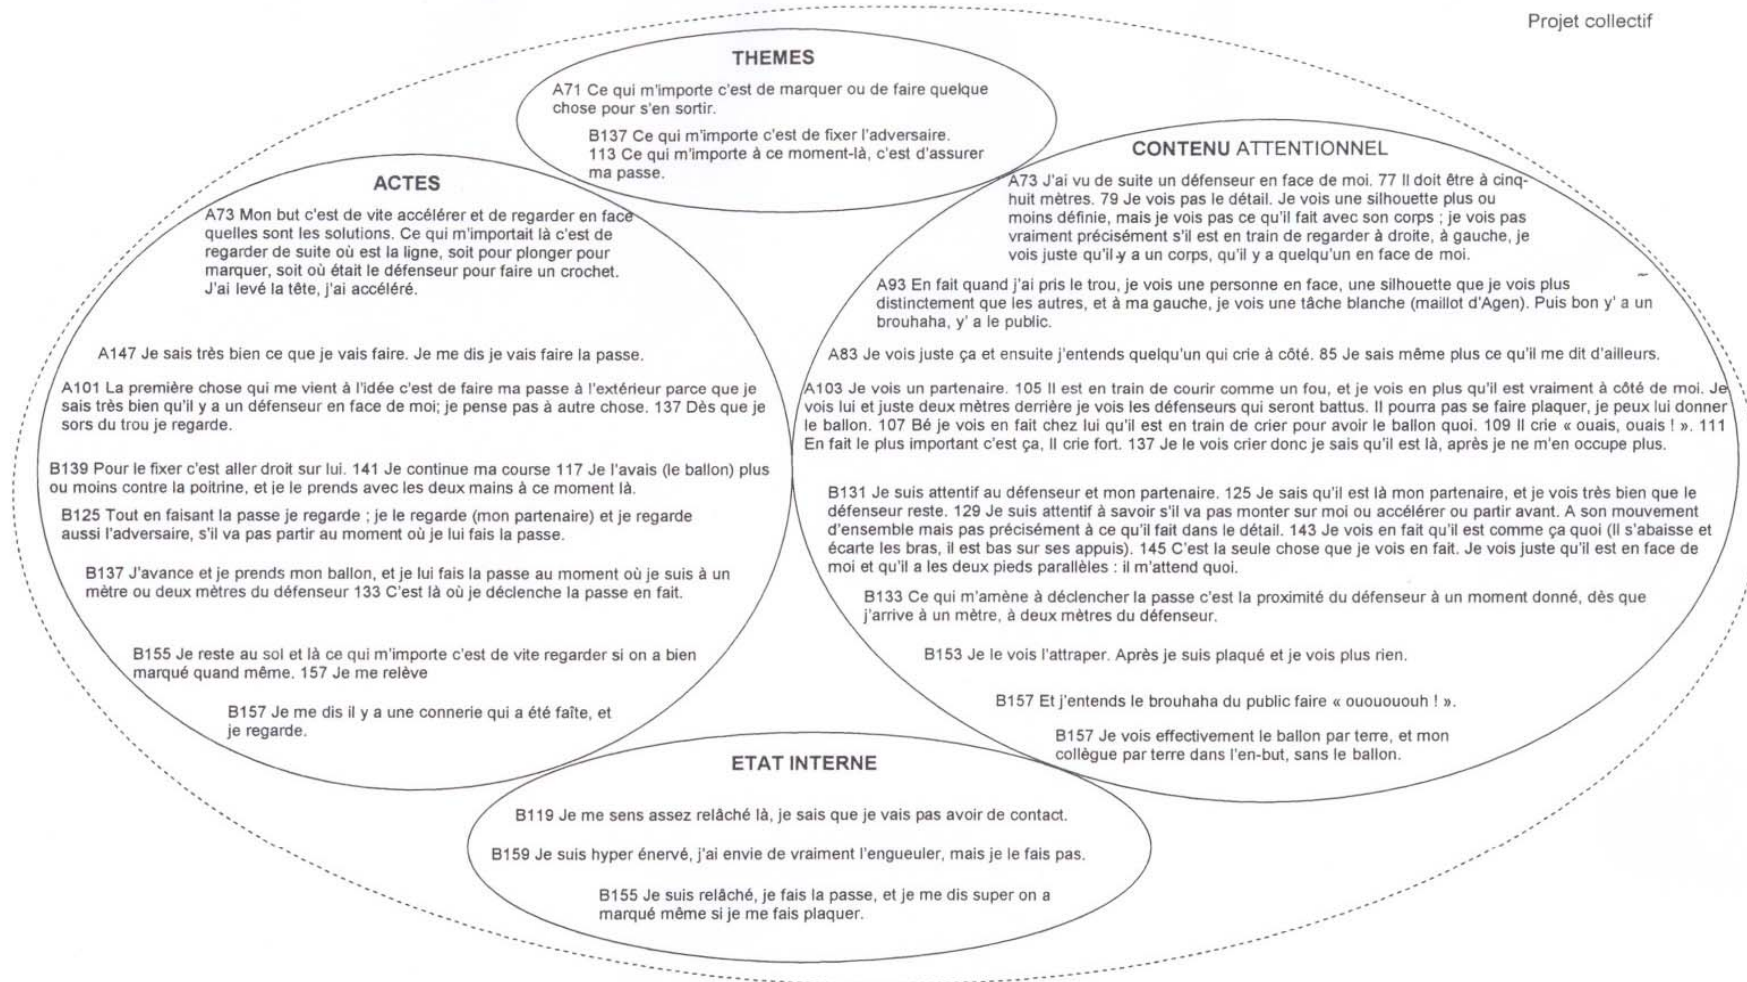 Projet collectif
THEMES
A71 Ce qui m'importe c'est de marquer ou de faire quelque
chose pour s'en sortir.
B137 Ce qui m'importe c'est de fixer l'adversaire.
113 Ce qui m'importe à ce moment-là, c'est d'assurer
ma passe.
ACTES
A73 Mon but c'est de vite accélérer et de regarder en face
quelles sont les solutions. Ce qui m'importait là c'est de
regarder de suite où est la ligne, soit pour plonger pour
marquer, soit où était le défenseur pour faire un crochet.
J'ai levé la tête, j'ai accéléré.
A147 Je sais très bien ce que je vais faire. Je me dis je vais faire la passe.
A101 La première chose qui me vient à l'idée c'est de faire ma passe à l'extérieur parce que je
sais très bien qu'il y a un défenseur en face de moi; je pense pas à autre chose. 137 Dès que je
sors du trou je regarde.
B139 Pour le fixer c'est aller droit sur lui. 141 Je continue ma course 117 Je l'avais (le ballon) plus
ou moins contre la poitrine, et je le prends avec les deux mains à ce moment là.
B125 Tout en faisant la passe je regarde ; je le regarde (mon partenaire) et je regarde
aussi l'adversaire, s'il va pas partir au moment où je lui fais la passe.
B137 J'avance et je prends mon ballon, et je lui fais la passe au moment où je suis à un
mètre ou deux mètres du défenseur 133 C'est là où je déclenche la passe en fait.
B155 Je reste au sol et là ce qui m'importe c'est de vite regarder si on a bien
marqué quand même. 157 Je me relève
B157 Je me dis il y a une connerie qui a été faîte, et
je regarde.
CONTENU ATTENTIONNEL
A73 J'ai vu de suite un défenseur en face de moi. 77 Il doit être à cinq-
huit mètres. 79 Je vois pas le détail. Je vois une silhouette plus ou
moins définie, mais je vois pas ce qu'il fait avec son corps ; je vois pas
vraiment précisément s'il est en train de regarder à droite, à gauche, je
vois juste qu'il y a un corps, qu'il y a quelqu'un en face de moi.
A93 En fait quand j'ai pris le trou, je vois une personne en face, une silhouette que je vois plus
distinctement que les autres, et à ma gauche, je vois une tâche blanche (maillot d'Agen). Puis bon y' a un
brouhaha, y' a le public.
A83 Je vois juste ça et ensuite j'entends quelqu'un qui crie à côté. 85 Je sais même plus ce qu'il me dit d'ailleurs.
A103 Je vois un partenaire. 105 Il est en train de courir comme un fou, et je vois en plus qu'il est vraiment à côté de moi. Je
vois lui et juste deux mètres derrière je vois les défenseurs qui seront battus. Il pourra pas se faire plaquer, je peux lui donner
le ballon. 107 Bé je vois en fait chez lui qu'il est en train de crier pour avoir le ballon quoi. 109 Il crie « ouais, ouais ! ». 111
En fait le plus important c'est ça, Il crie fort. 137 Je le vois crier donc je sais qu'il est là, après je ne m'en occupe plus.
B131 Je suis attentif au défenseur et mon partenaire. 125 Je sais qu'il est là mon partenaire, et je vois très bien que le
défenseur reste. 129 Je suis attentif à savoir s'il va pas monter sur moi ou accélérer ou partir avant. A son mouvement
d'ensemble mais pas précisément à ce qu'il fait dans le détail. 143 Je vois en fait qu'il est comme ça quoi (Il s'abaisse et
écarte les bras, il est bas sur ses appuis). 145 C'est la seule chose que je vois en fait. Je vois juste qu'il est en face de
moi et qu'il a les deux pieds parallèles : il m'attend quoi.
B133 Ce qui m'amène à déclencher la passe c'est la proximité du défenseur à un moment donné, dès que
j'arrive à un mètre, à deux mètres du défenseur.
B153 Je le vois l'attraper. Après je suis plaqué et je vois plus rien.
B157 Et j'entends le brouhaha du public faire « ouououououh ! ».
B157 Je vois effectivement le ballon par terre, et mon
collègue par terre dans l'en-but, sans le ballon.
ETAT INTERNE
B119 Je me sens assez relâché là, je sais que je vais pas avoir de contact.
B159 Je suis hyper énervé, j'ai envie de vraiment l'engueuler, mais je le fais pas.
B155 Je suis relâché, je fais la passe, et je me dis super on a
marqué même si je me fais plaquer.